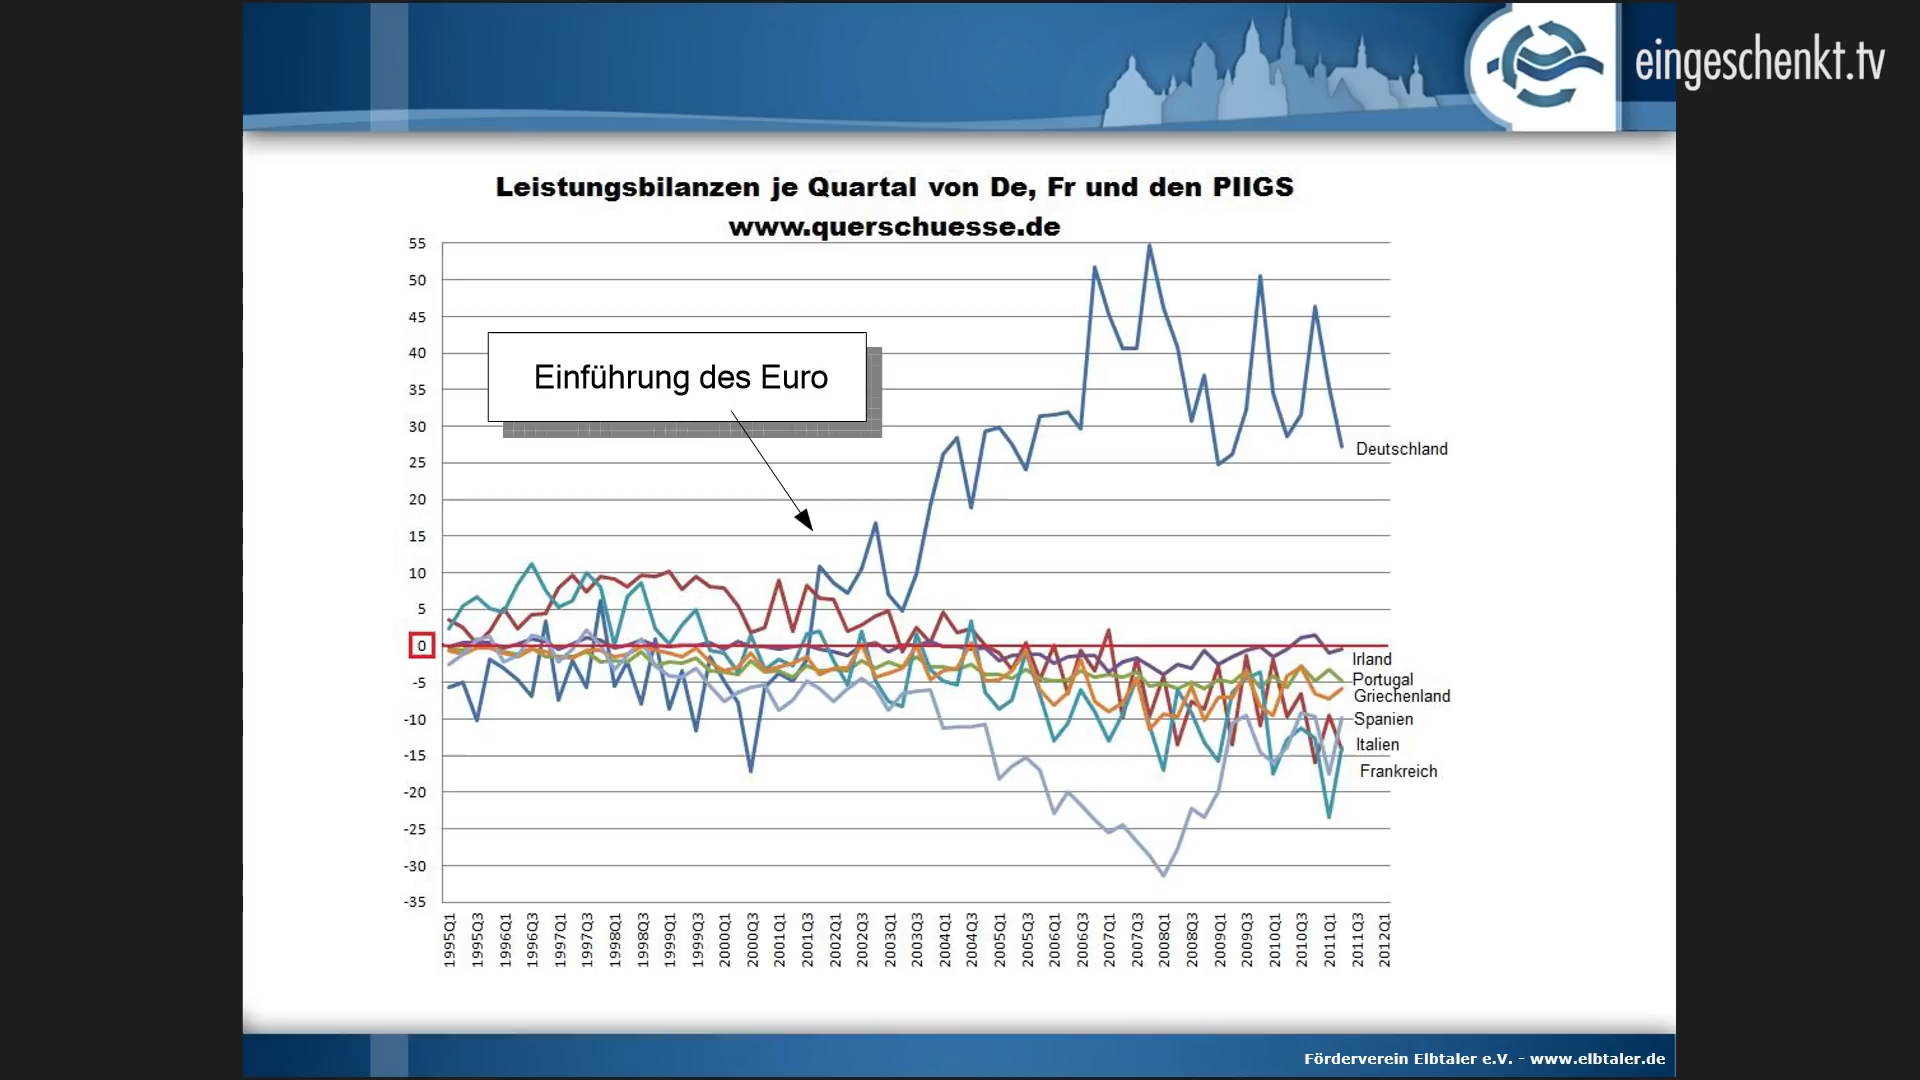 eingeschenkt.tv
Leistungsbilanzen je Quartal von De, Fr und den PIIGS
www.querschuesse.de
55
50
45
40
35
30
25
20
15
10
5
0
-5
-10
-15
-20
-25
-30
-35
Einführung des Euro
Deutschland
Irland
Portugal
Griechenland
Spanien
Italien
Frankreich
1995Q1
1995Q3
1996Q1
1996Q3
1997Q1
1997Q3
1998Q1
1998Q3
1999Q1
1999Q3
2000Q1
2000Q3
2001Q1
2001Q3
2002Q1
2002Q3
2003Q1
2003Q3
2004Q1
2004Q3
2005Q1
2005Q3
2006Q1
2006Q3
2007Q1
2007Q3
2008Q1
2008Q3
2009Q1
2009Q3
2010Q1
2010Q3
2011Q1
2011Q3
2012Q1
Förderverein Elbtaler e.V. - www.elbtaler.de